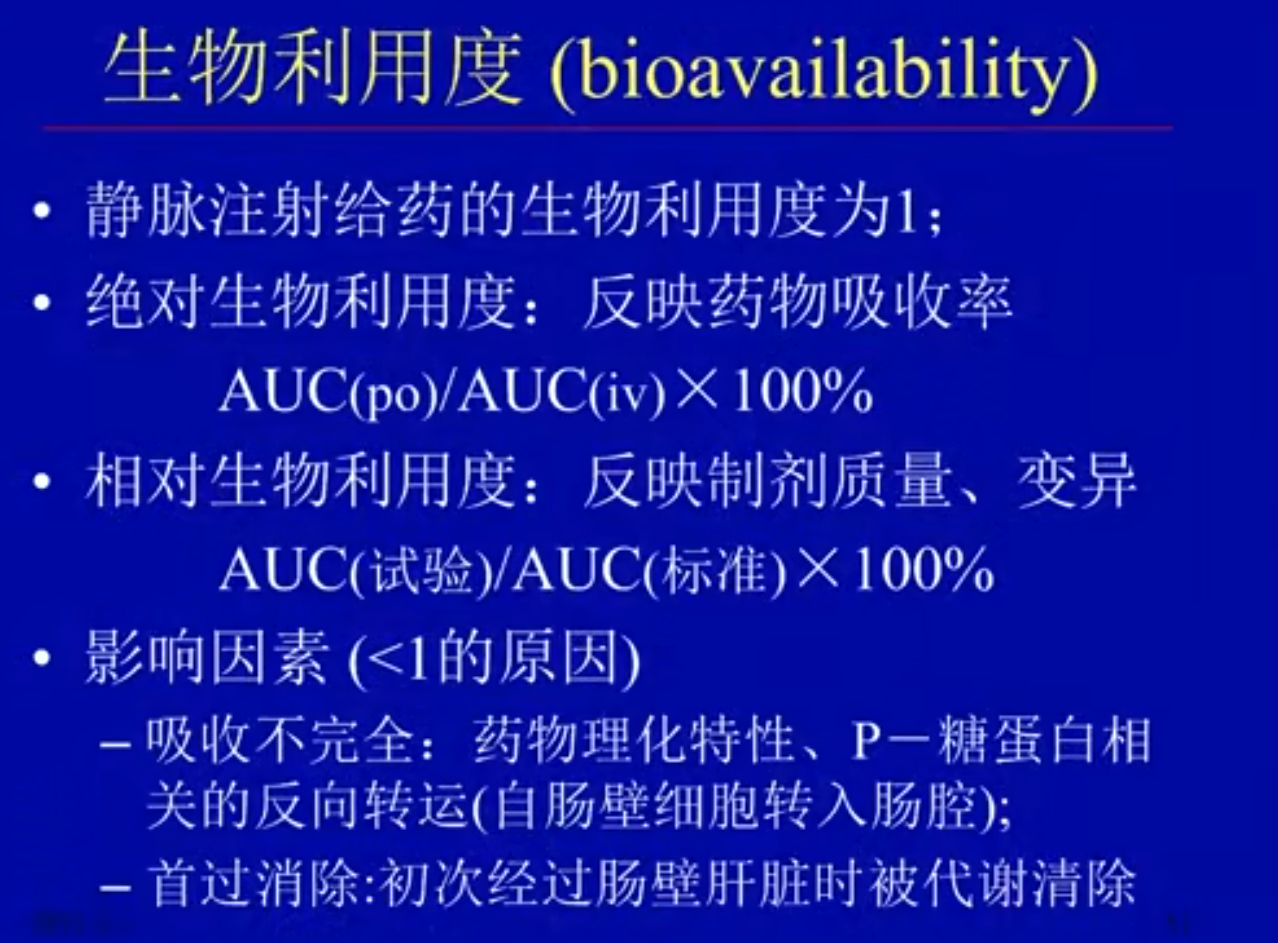 生物利用度 (bioavailability)
• 静脉注射给药的生物利用度为1；
• 绝对生物利用度：反映药物吸收率
AUC(po)/AUC(iv)×100%
• 相对生物利用度：反映制剂质量、变异
AUC(试验)/AUC(标准)×100%
• 影响因素 (<1的原因)
– 吸收不完全：药物理化特性、P－糖蛋白相
关的反向转运(自肠壁细胞转入肠腔);
– 首过消除:初次经过肠壁肝脏时被代谢清除